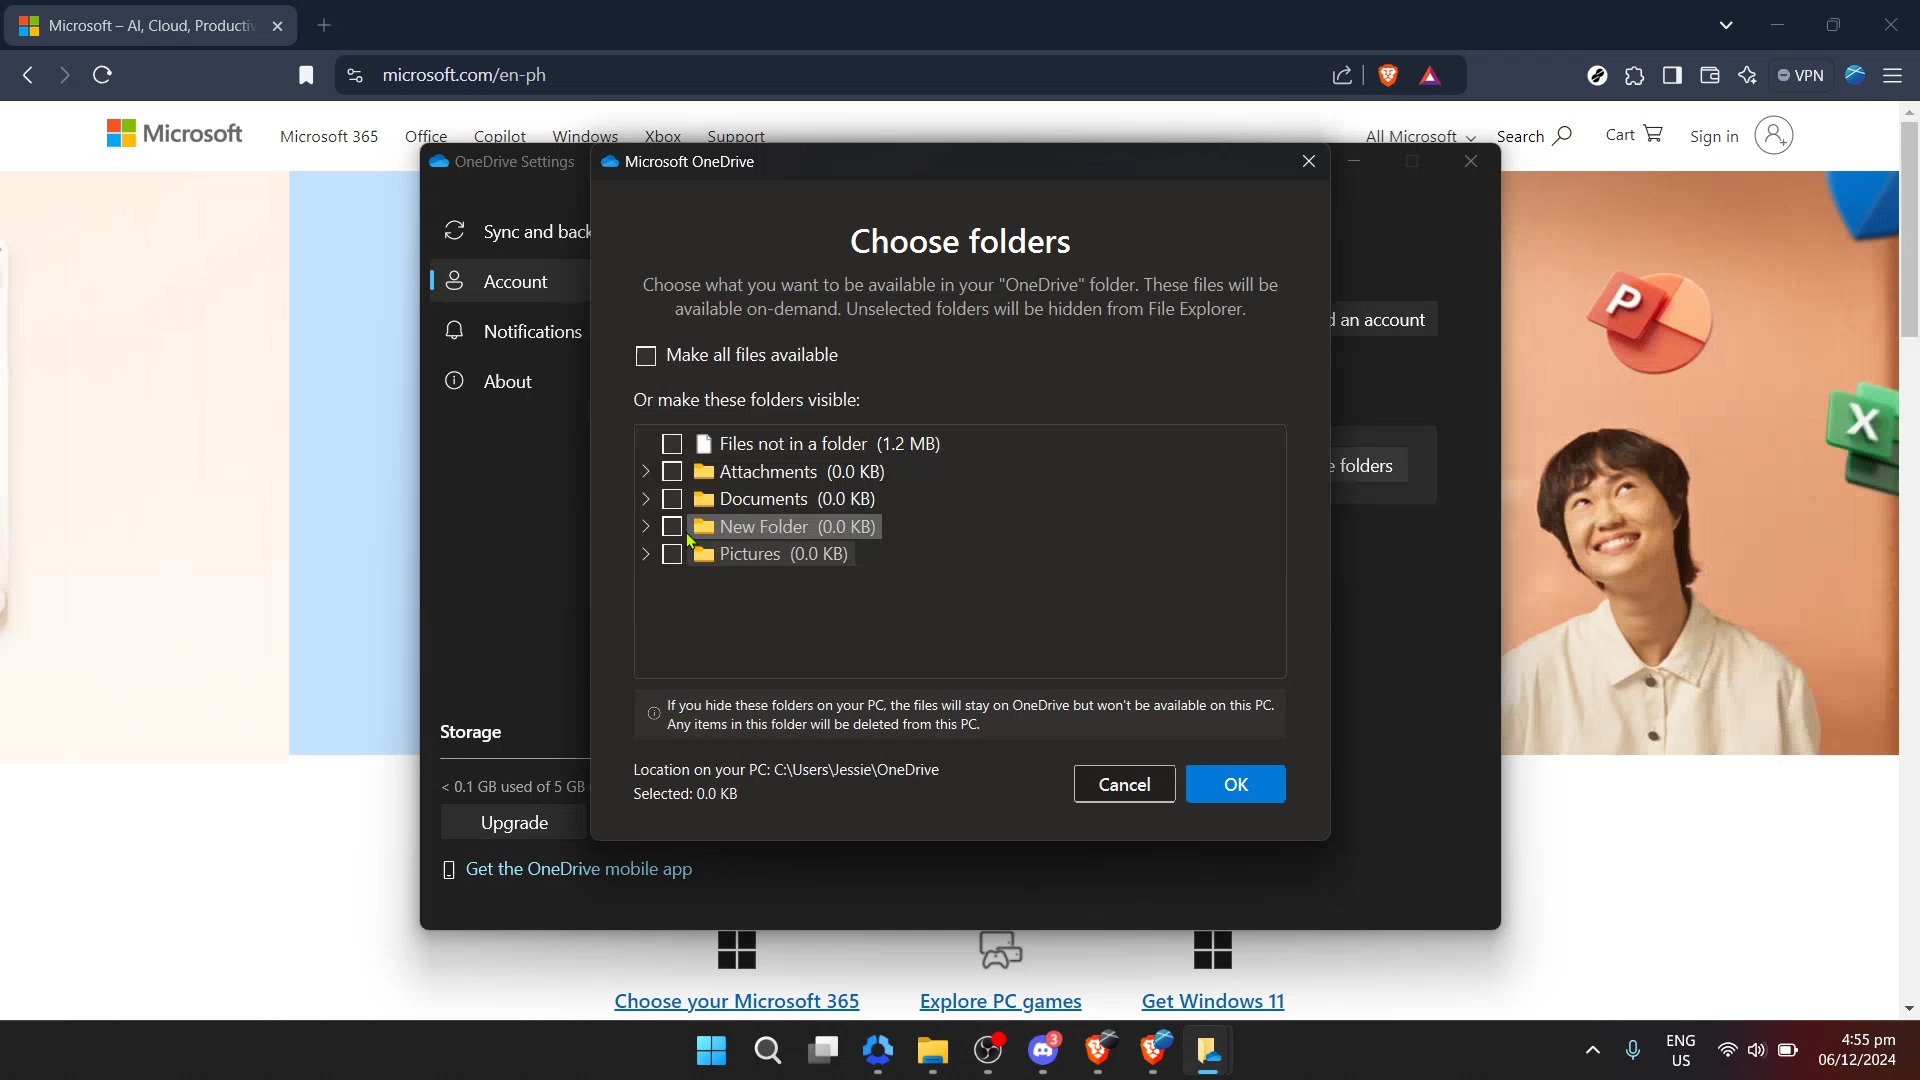 Microsoft – AI, Cloud, Productiv
microsoft.com/en-ph
VPN
Microsoft
Microsoft 365
Office
Copilot
Windows
Xbox
Support
All Microsoft
Search
Cart
Sign in
OneDrive Settings
Microsoft OneDrive
Sync and back
Account
Notifications
About
Choose folders
Choose what you want to be available in your "OneDrive" folder. These files will be
available on-demand. Unselected folders will be hidden from File Explorer.
d an account
Make all files available
Or make these folders visible:
Files not in a folder (1.2 MB)
Attachments (0.0 KB)
Documents (0.0 KB)
New Folder (0.0 KB)
Pictures (0.0 KB)
e folders
If you hide these folders on your PC, the files will stay on OneDrive but won't be available on this PC.
Any items in this folder will be deleted from this PC.
Location on your PC: C:\Users\Jessie\OneDrive
Selected: 0.0 KB
Cancel
OK
Storage
< 0.1 GB used of 5 GB
Upgrade
Get the OneDrive mobile app
P
X
Choose your Microsoft 365
Explore PC games
Get Windows 11
3
ENG
US
4:55 pm
06/12/2024